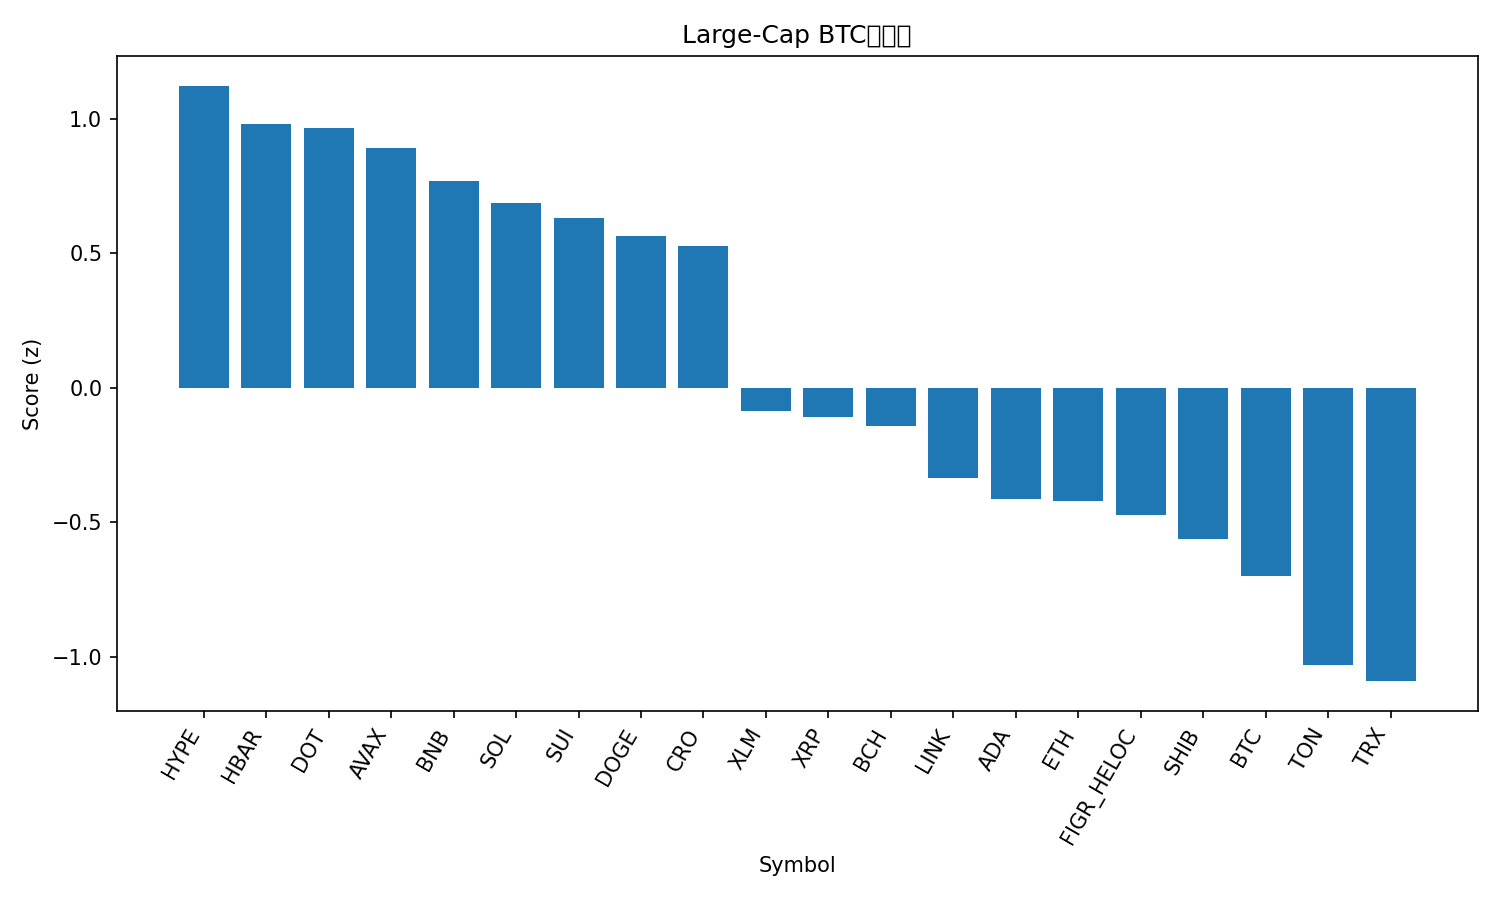 Large-Cap BTC
Score (z)
1.0
0.5
0.0
−0.5
−1.0
HYPE
HBAR
DOT
AVAX
BNB
SOL
SUI
DOGE
CRO
XLM
XRP
BCH
LINK
ADA
ETH
FIGR_HELOC
SHIB
BTC
TON
TRX
Symbol